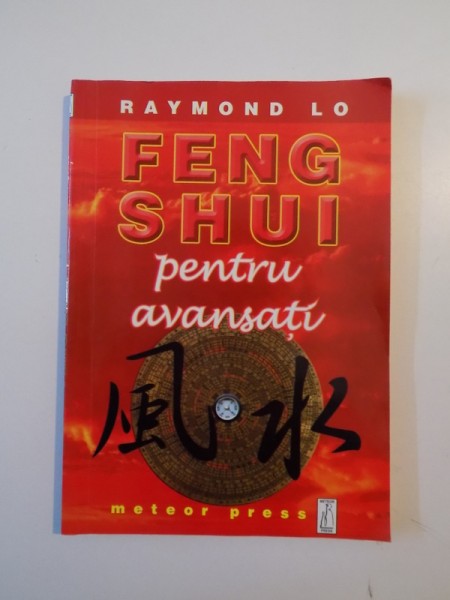 RAYMOND LO
FENG
SHUI
pentru
avansați
風水
meteor press